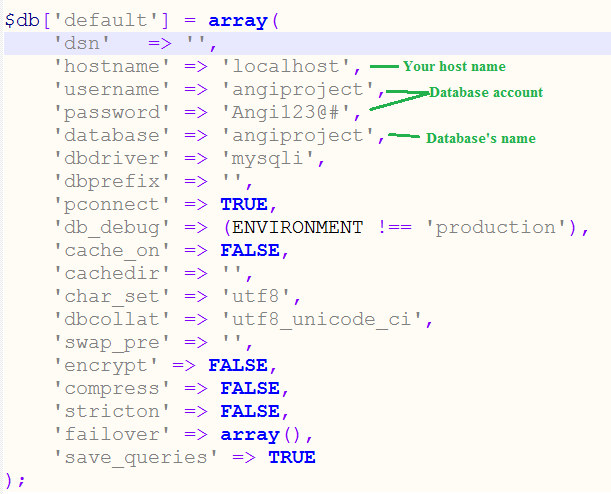 $db['default'] = array(
'dsn' => '',
'hostname' => 'localhost', Your host name
'username' => 'angiproject',
Database account
'password' => 'Angi123@#',
'database' => 'angiproject', Database's name
'dbdriver' => 'mysqli',
'dbprefix' => '',
'pconnect' => TRUE,
'db_debug' => (ENVIRONMENT !== 'production'),
'cache_on' => FALSE,
'cachedir' => '',
'char_set' => 'utf8',
'dbcollat' => 'utf8_unicode_ci',
'swap_pre' => '',
'encrypt' => FALSE,
'compress' => FALSE,
'stricton' => FALSE,
'failover' => array(),
'save_queries' => TRUE
);